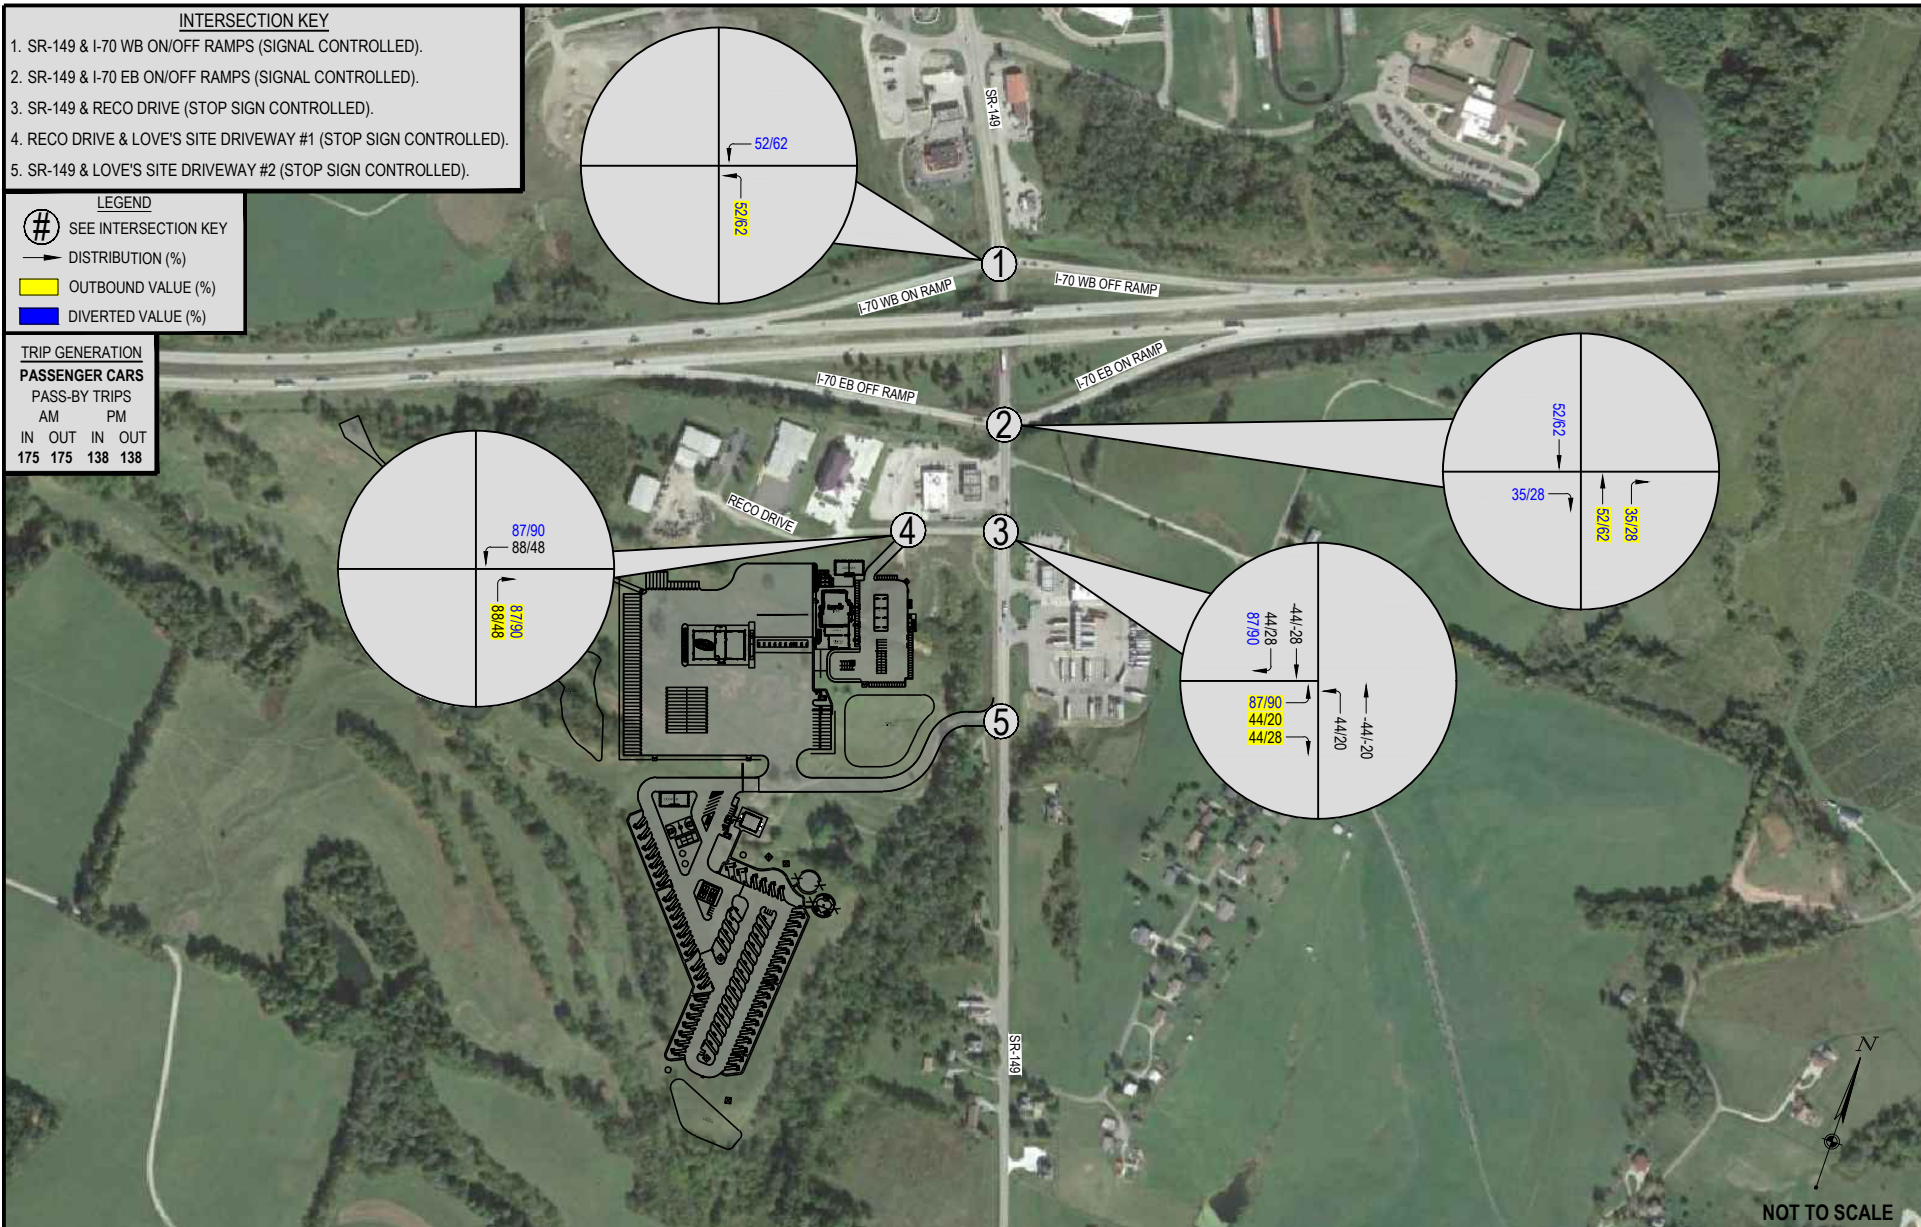 INTERSECTION KEY
1. SR-149 & I-70 WB ON/OFF RAMPS (SIGNAL CONTROLLED).
2. SR-149 & I-70 EB ON/OFF RAMPS (SIGNAL CONTROLLED).
3. SR-149 & RECO DRIVE (STOP SIGN CONTROLLED).
4. RECO DRIVE & LOVE'S SITE DRIVEWAY #1 (STOP SIGN CONTROLLED).
5. SR-149 & LOVE'S SITE DRIVEWAY #2 (STOP SIGN CONTROLLED).
LEGEND
# SEE INTERSECTION KEY
DISTRIBUTION (%)
OUTBOUND VALUE (%)
DIVERTED VALUE (%)
TRIP GENERATION
PASSENGER CARS
PASS-BY TRIPS
AM PM
IN OUT IN OUT
175 175 138 138
52/62
52/62
SR-149
1
I-70 WB ON RAMP
I-70 WB OFF RAMP
I-70 EB OFF RAMP
I-70 EB ON RAMP
2
52/62
35/28
52/62
35/28
RECO DRIVE
4
3
87/90
88/48
88/48
87/90
87/90
44/28
-44/-28
87/90
44/20
44/28
44/20
-44/-20
5
SR-149
N
NOT TO SCALE